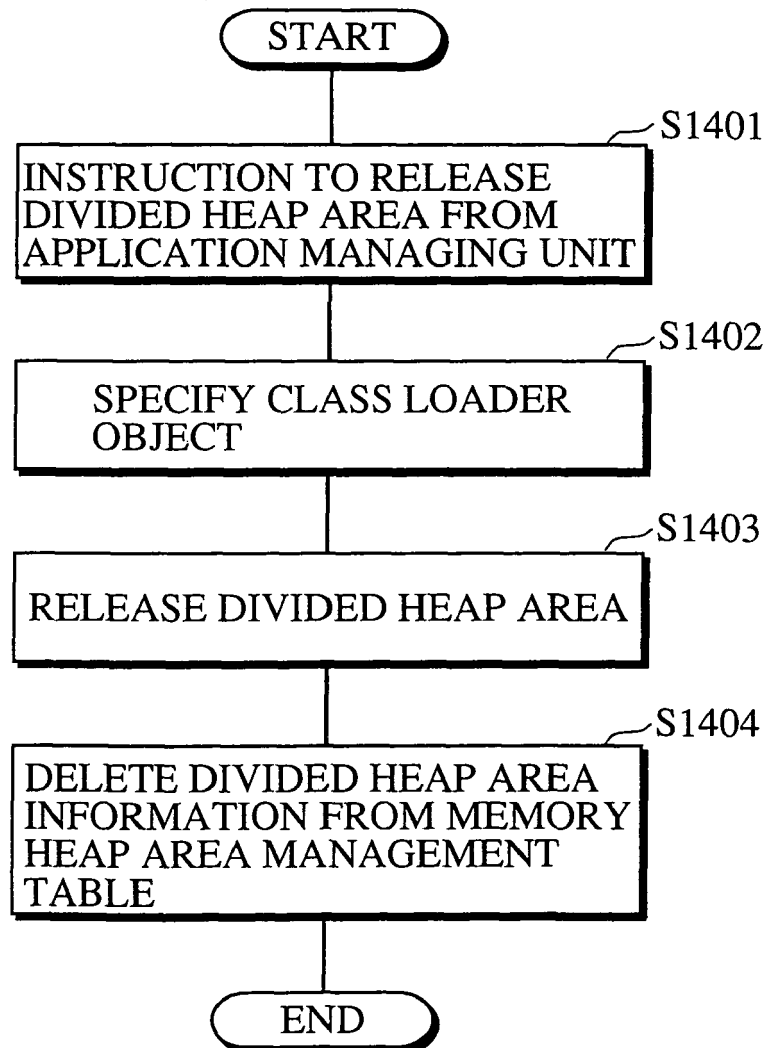 START
S1401
INSTRUCTION TO RELEASE
DIVIDED HEAP AREA FROM
APPLICATION MANAGING UNIT
S1402
SPECIFY CLASS LOADER
OBJECT
S1403
RELEASE DIVIDED HEAP AREA
S1404
DELETE DIVIDED HEAP AREA
INFORMATION FROM MEMORY
HEAP AREA MANAGEMENT
TABLE
END